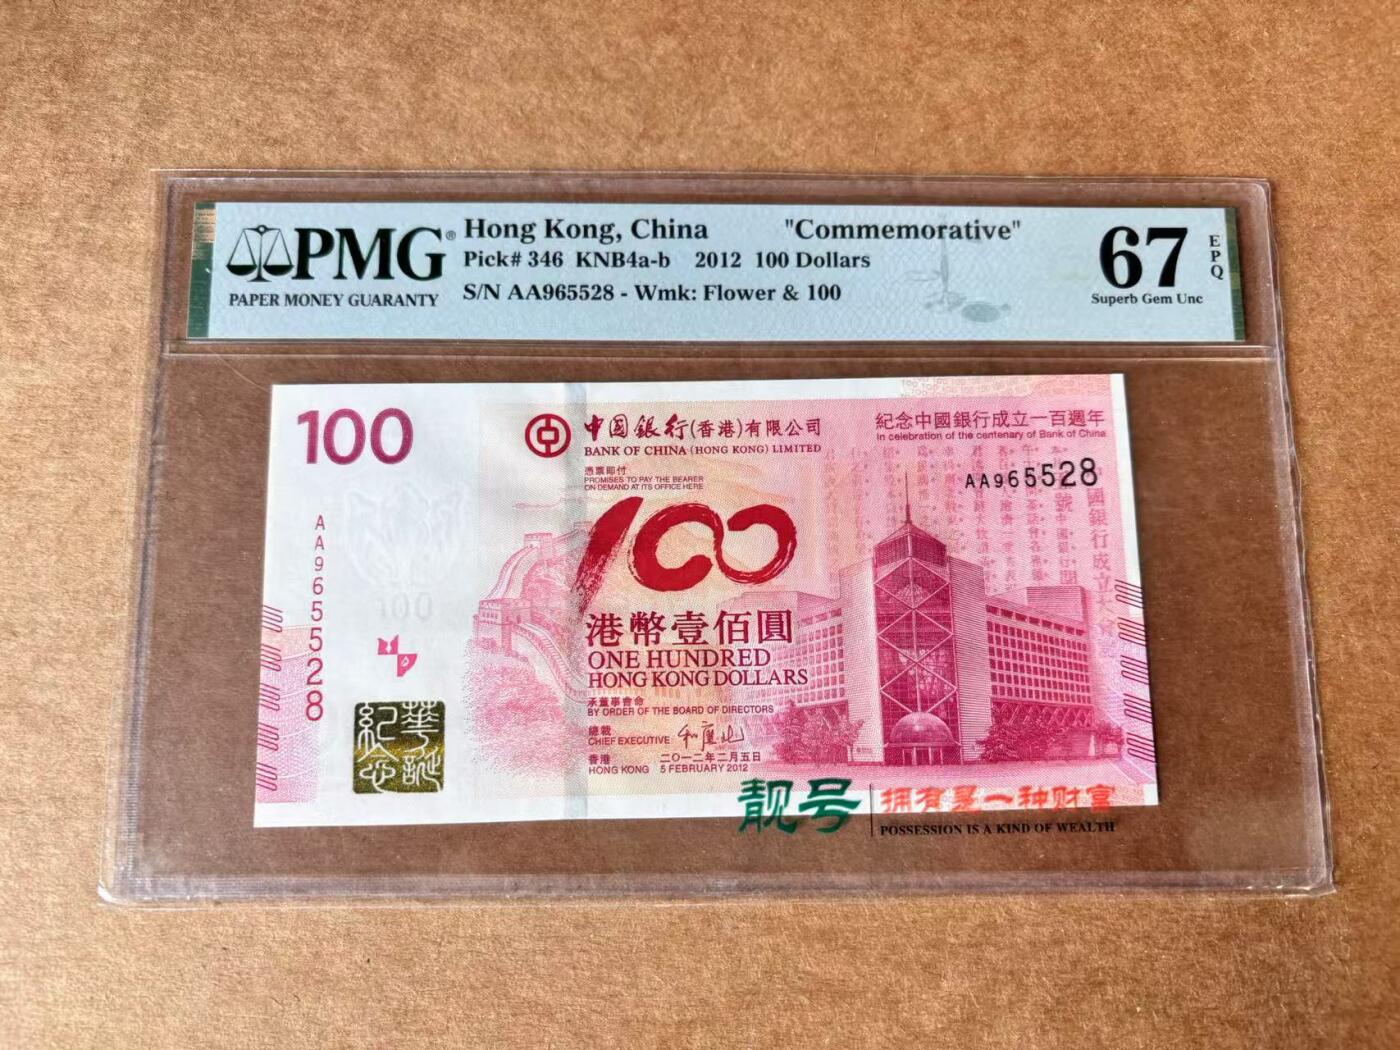 PMG®
PAPER MONEY GUARANTY
Hong Kong, China "Commemorative"
Pick# 346 KNB4a-b 2012 100 Dollars
S/N AA965528 - Wmk: Flower & 100
67
EPQ
Superb Gem Unc
100
中國銀行(香港)有限公司
BANK OF CHINA (HONG KONG) LIMITED
紀念中國銀行成立一百週年
In celebration of the centenary of Bank of China
憑票即付
PROMISES TO PAY THE BEARER
ON DEMAND AT ITS OFFICE HERE
AA965528
AA965528
100
100
港幣壹佰圓
ONE HUNDRED
HONG KONG DOLLARS
承董事會命
BY ORDER OF THE BOARD OF DIRECTORS
總裁
CHIEF EXECUTIVE
香港 二〇一二年二月五日
HONG KONG 5 FEBRUARY 2012
華誕
紀念
靓号
拥有是一种财富
POSSESSION IS A KIND OF WEALTH